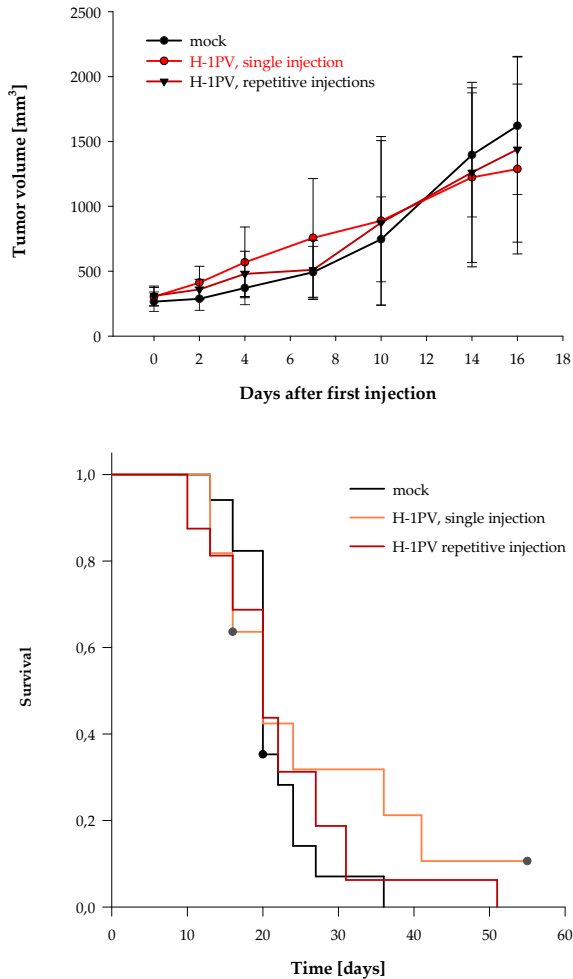 mock
H-1PV, single injection
H-1PV, repetitive injections
Tumor volume [mm³]
2500
2000
1500
1000
500
0
0 2 4 6 8 10 12 14 16 18
Days after first injection
mock
H-1PV, single injection
H-1PV repetitive injection
Survival
1,0
0,8
0,6
0,4
0,2
0,0
0 10 20 30 40 50 60
Time [days]